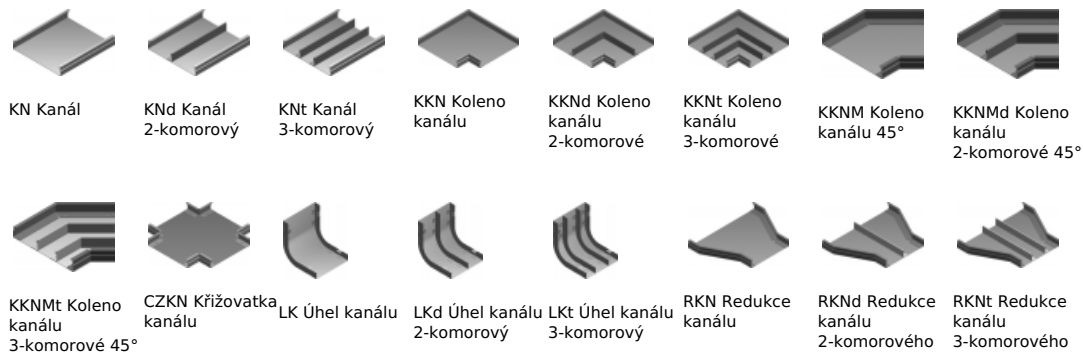 KN Kanál
KNd Kanál
2-komorový
KNt Kanál
3-komorový
KKN Koleno
kanálu
KKNd Koleno
kanálu
2-komorové
KKNt Koleno
kanálu
3-komorové
KKNM Koleno
kanálu 45°
KKNMd Koleno
kanálu
2-komorové 45°
KKNMt Koleno
kanálu
3-komorové 45°
CZKN Křižovatka
kanálu
LK Úhel kanálu
LKd Úhel kanálu
2-komorový
LKt Úhel kanálu
3-komorový
RKN Redukce
kanálu
RKNd Redukce
kanálu
2-komorového
RKNt Redukce
kanálu
3-komorového